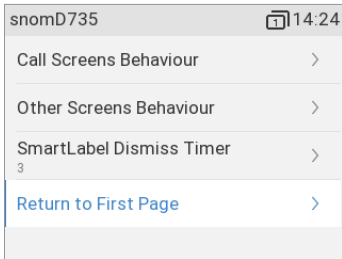 snomD735 1 14:24
Call Screens Behaviour
Other Screens Behaviour
SmartLabel Dismiss Timer
3
Return to First Page